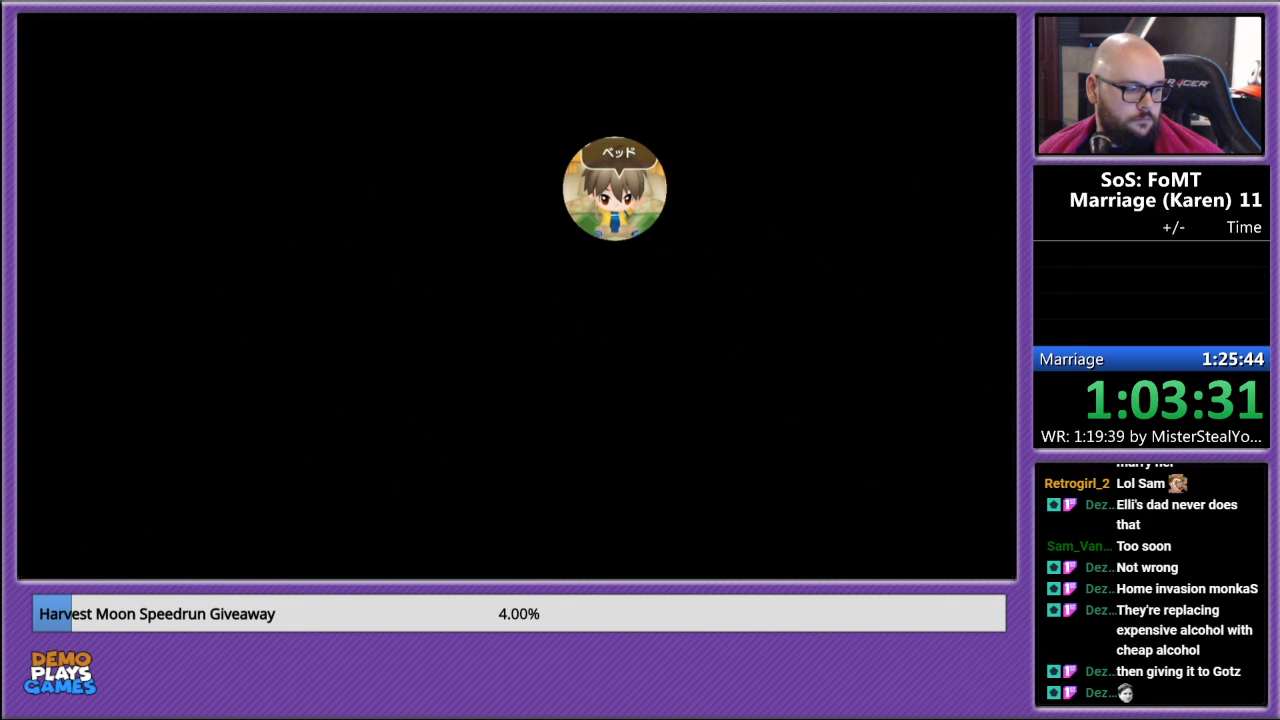 ベッド
SoS: FoMT
Marriage (Karen) 11
+/- Time
Marriage 1:25:44
1:03:31
WR: 1:19:39 by MisterStealYo...
marry her
Retrogirl_2 Lol Sam
Dez.. Elli's dad never does
that
Sam_Van... Too soon
Dez.. Not wrong
Dez.. Home invasion monkaS
Dez.. They're replacing
expensive alcohol with
cheap alcohol
Dez.. then giving it to Gotz
Dez..
Harvest Moon Speedrun Giveaway 4.00%
DEMO
PLAYS
GAMES